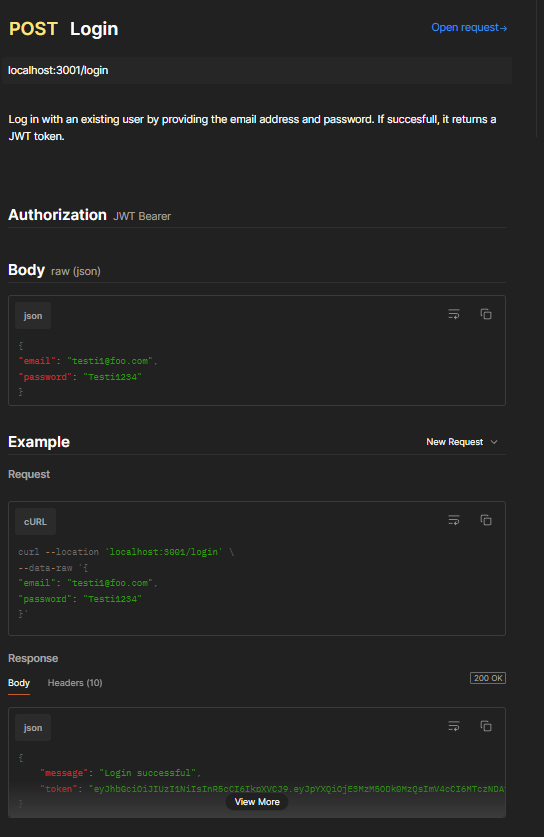 POST Login
Open request→
localhost:3001/login
Log in with an existing user by providing the email address and password. If succesfull, it returns a
JWT token.
Authorization JWT Bearer
Body raw (json)
json
{
"email": "testi1@foo.com",
"password": "Testi1234"
}
Example
New Request
Request
cURL
curl --location 'localhost:3001/login' \
--data-raw '{
"email": "testi1@foo.com",
"password": "Testi1234"
}'
Response
Body Headers (10)
200 OK
json
{
"message": "Login successful",
"token":
View More
}